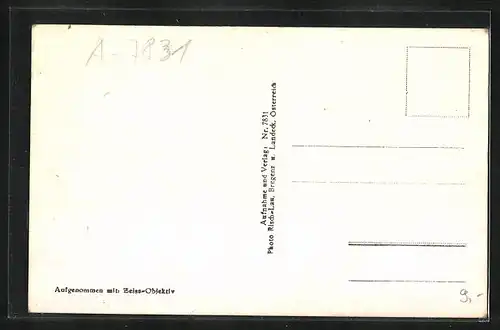 A-7831
Aufnahme und Verlag: Nr. 7831
Photo Risch-Lau, Bregenz u. Landeck, Österreich
Aufgenommen mit: Zeiss-Objektiv
9,-